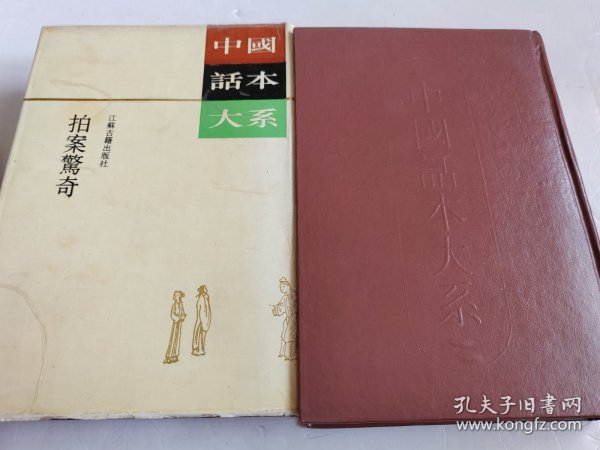 中國
話本
大系
江蘇古籍出版社
拍案驚奇
中國話本大系
孔夫子旧书网
www.kongfz.com